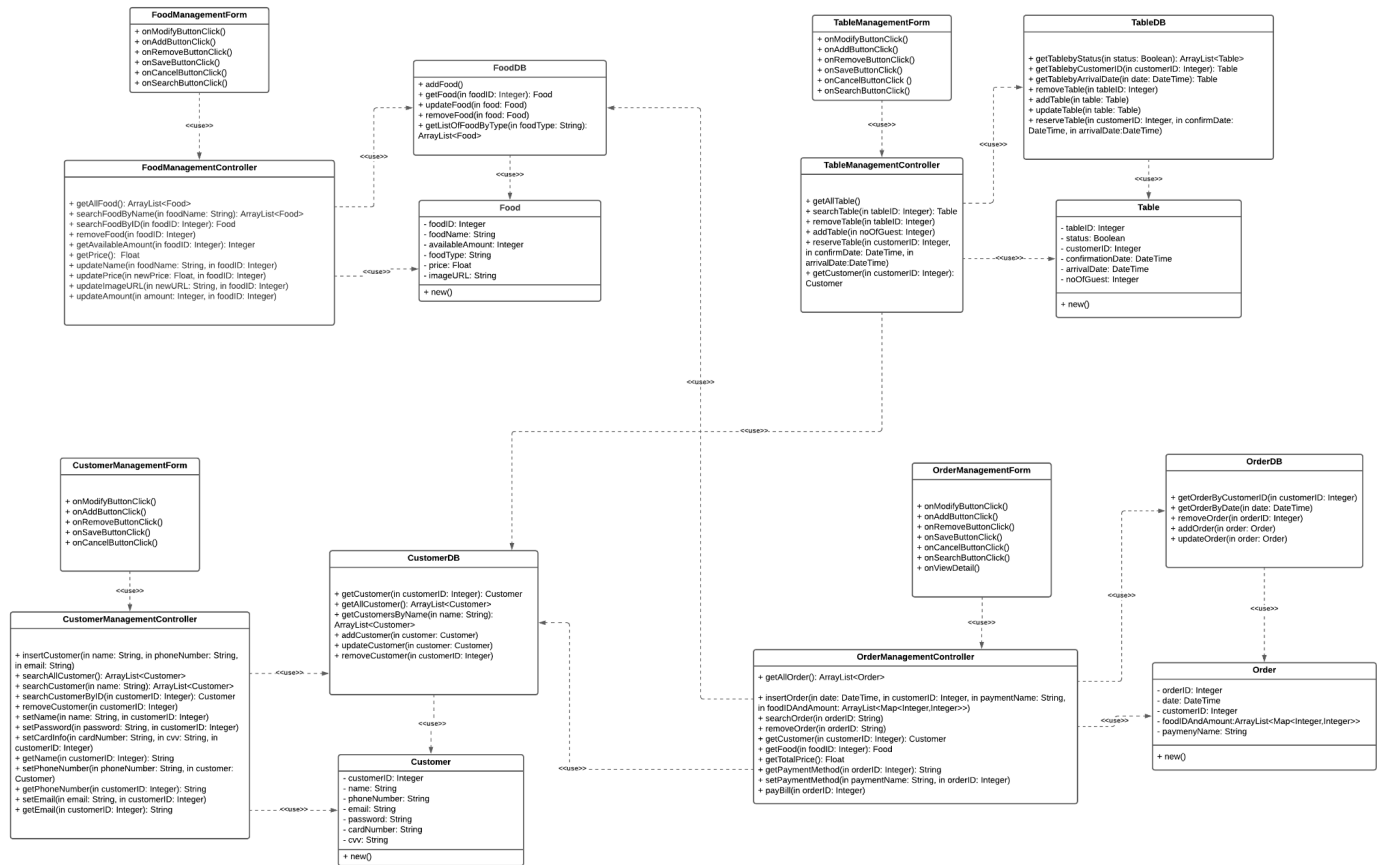 FoodManagementForm
+ onModifyButtonClick()
+ onAddButtonClick()
+ onRemoveButtonClick()
+ onSaveButtonClick()
+ onCancelButtonClick()
+ onSearchButtonClick()
<<use>>
FoodManagementController
+ getAllFood(): ArrayList<Food>
+ searchFoodByName(in foodName: String): ArrayList<Food>
+ searchFoodByID(in foodID: Integer): Food
+ removeFood(in foodID: Integer)
+ getAvailableAmount(in foodID: Integer): Integer
+ getPrice(): Float
+ updateName(in foodName: String, in foodID: Integer)
+ updatePrice(in newPrice: Float, in foodID: Integer)
+ updateImageURL(in newURL: String, in foodID: Integer)
+ updateAmount(in amount: Integer, in foodID: Integer)
<<use>>
<<use>>
FoodDB
+ addFood()
+ getFood(in foodID: Integer): Food
+ updateFood(in food: Food)
+ removeFood(in food: Food)
+ getListOfFoodByType(in foodType: String):
ArrayList<Food>
<<use>>
Food
- foodID: Integer
- foodName: String
- availableAmount: Integer
- foodType: String
- price: Float
- imageURL: String
+ new()
TableManagementForm
+ onModifyButtonClick()
+ onAddButtonClick()
+ onRemoveButtonClick()
+ onSaveButtonClick()
+ onCancelButtonClick ()
+ onSearchButtonClick()
<<use>>
TableManagementController
+ getAllTable()
+ searchTable(in tableID: Integer): Table
+ removeTable(in tableID: Integer)
+ addTable(in noOfGuest: Integer)
+ reserveTable(in customerID: Integer,
in confirmDate: DateTime, in
arrivalDate:DateTime)
+ getCustomer(in customerID: Integer):
Customer
<<use>>
<<use>>
TableDB
+ getTablebyStatus(in status: Boolean): ArrayList<Table>
+ getTablebyCustomerID(in customerID: Integer): Table
+ getTablebyArrivalDate(in date: DateTime): Table
+ removeTable(in tableID: Integer)
+ addTable(in table: Table)
+ updateTable(in table: Table)
+ reserveTable(in customerID: Integer, in confirmDate:
DateTime, in arrivalDate:DateTime)
<<use>>
Table
- tableID: Integer
- status: Boolean
- customerID: Integer
- confirmationDate: DateTime
- arrivalDate: DateTime
- noOfGuest: Integer
+ new()
<<use>>
<<use>>
CustomerManagementForm
+ onModifyButtonClick()
+ onAddButtonClick()
+ onRemoveButtonClick()
+ onSaveButtonClick()
+ onCancelButtonClick()
<<use>>
CustomerManagementController
+ insertCustomer(in name: String, in phoneNumber: String,
in email: String)
+ searchAllCustomer(): ArrayList<Customer>
+ searchCustomer(in name: String): ArrayList<Customer>
+ searchCustomerByID(in customerID: Integer): Customer
+ removeCustomer(in customerID: Integer)
+ setName(in name: String, in customerID: Integer)
+ setPassword(in password: String, in customerID: Integer)
+ setCardInfo(in cardNumber: String, in cvv: String, in
customerID: Integer)
+ getName(in customerID: Integer): String
+ setPhoneNumber(in phoneNumber: String, in customer:
Customer)
+ getPhoneNumber(in customerID: Integer): String
+ setEmail(in email: String, in customerID: Integer)
+ getEmail(in customerID: Integer): String
<<use>>
<<use>>
CustomerDB
+ getCustomer(in customerID: Integer): Customer
+ getAllCustomer(): ArrayList<Customer>
+ getCustomersByName(in name: String):
ArrayList<Customer>
+ addCustomer(in customer: Customer)
+ updateCustomer(in customer: Customer)
+ removeCustomer(in customerID: Integer)
<<use>>
Customer
- customerID: Integer
- name: String
- phoneNumber: String
- email: String
- password: String
- cardNumber: String
- cvv: String
+ new()
<<use>>
OrderManagementForm
+ onModifyButtonClick()
+ onAddButtonClick()
+ onRemoveButtonClick()
+ onSaveButtonClick()
+ onCancelButtonClick()
+ onSearchButtonClick()
+ onViewDetail()
<<use>>
OrderManagementController
+ getAllOrder(): ArrayList<Order>
+ insertOrder(in date: DateTime, in customerID: Integer, in paymentName: String,
in foodIDAndAmount: ArrayList<Map<Integer,Integer>>)
+ searchOrder(in orderID: String)
+ removeOrder(in orderID: String)
+ getCustomer(in customerID: Integer): Customer
+ getFood(in foodID: Integer): Food
+ getTotalPrice(): Float
+ getPaymentMethod(in orderID: Integer): String
+ setPaymentMethod(in paymentName: String, in orderID: Integer)
+ payBill(in orderID: Integer)
<<use>>
<<use>>
OrderDB
+ getOrderByCustomerID(in customerID: Integer)
+ getOrderByDate(in date: DateTime)
+ removeOrder(in orderID: Integer)
+ addOrder(in order: Order)
+ updateOrder(in order: Order)
<<use>>
Order
- orderID: Integer
- date: DateTime
- customerID: Integer
- foodIDAndAmount:ArrayList<Map<Integer,Integer>>
- paymenyName: String
+ new()